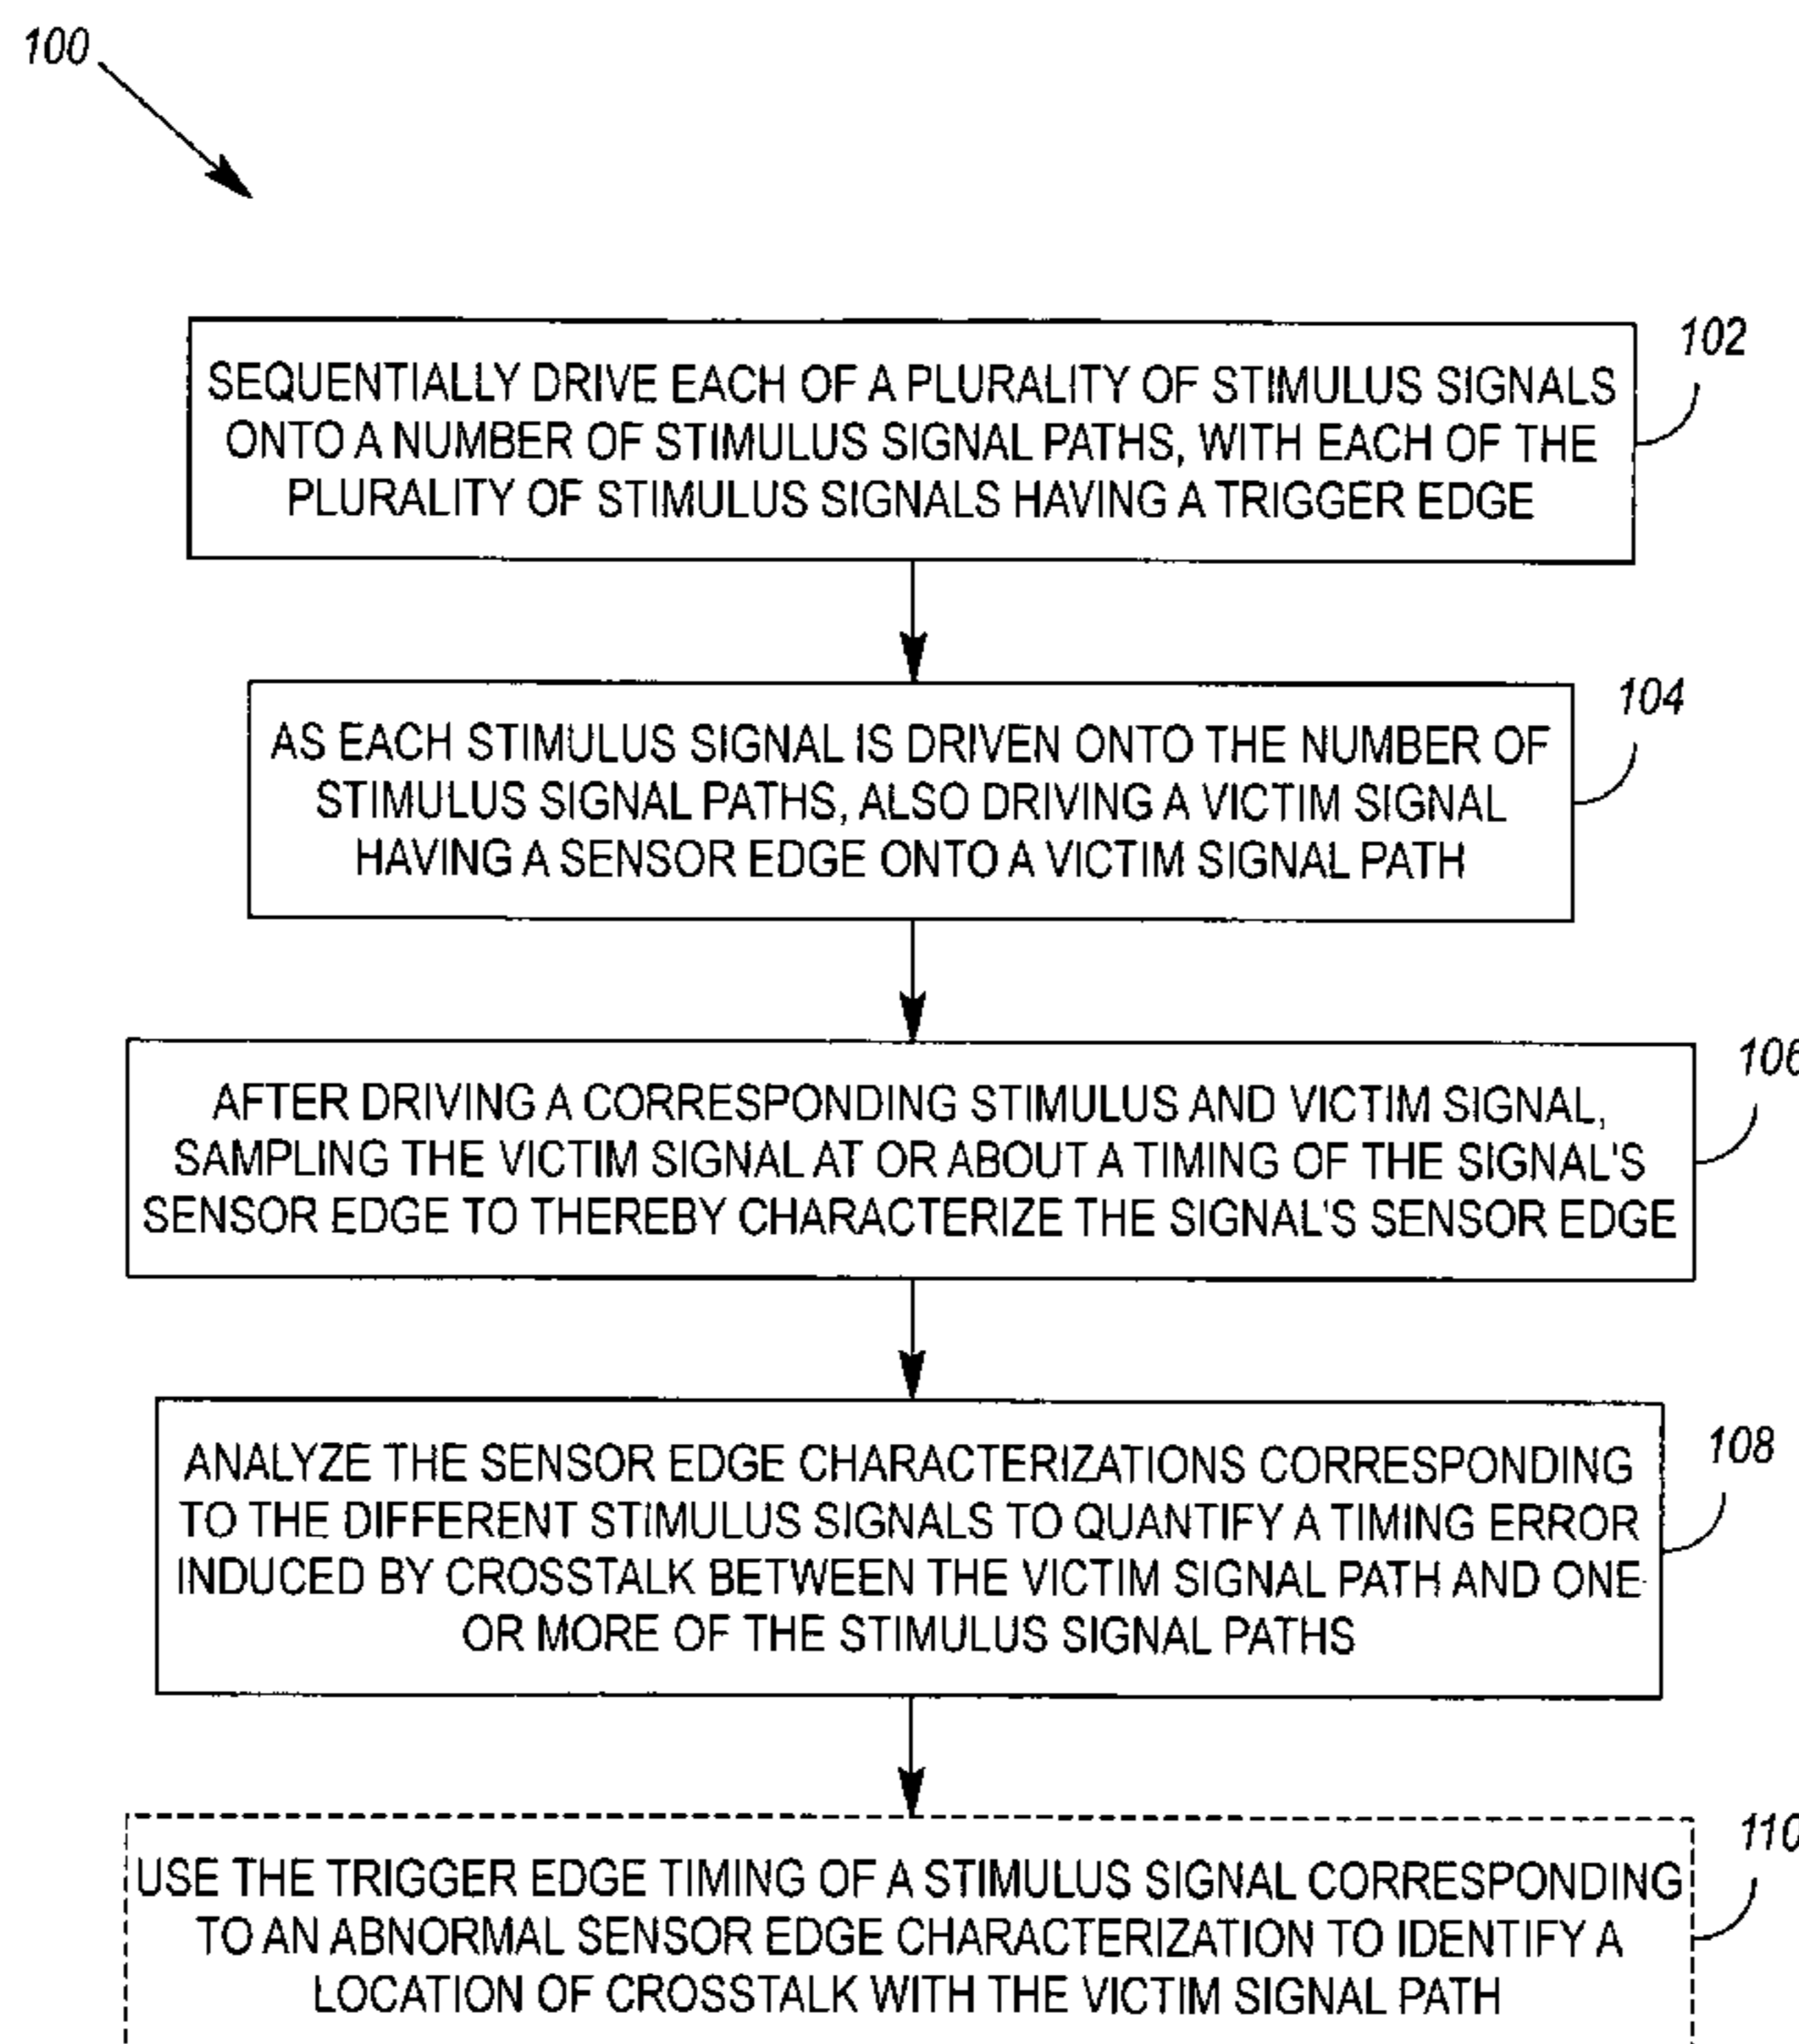 100
102
SEQUENTIALLY DRIVE EACH OF A PLURALITY OF STIMULUS SIGNALS
ONTO A NUMBER OF STIMULUS SIGNAL PATHS, WITH EACH OF THE
PLURALITY OF STIMULUS SIGNALS HAVING A TRIGGER EDGE
104
AS EACH STIMULUS SIGNAL IS DRIVEN ONTO THE NUMBER OF
STIMULUS SIGNAL PATHS, ALSO DRIVING A VICTIM SIGNAL
HAVING A SENSOR EDGE ONTO A VICTIM SIGNAL PATH
106
AFTER DRIVING A CORRESPONDING STIMULUS AND VICTIM SIGNAL,
SAMPLING THE VICTIM SIGNAL AT OR ABOUT A TIMING OF THE SIGNAL'S
SENSOR EDGE TO THEREBY CHARACTERIZE THE SIGNAL'S SENSOR EDGE
108
ANALYZE THE SENSOR EDGE CHARACTERIZATIONS CORRESPONDING
TO THE DIFFERENT STIMULUS SIGNALS TO QUANTIFY A TIMING ERROR
INDUCED BY CROSSTALK BETWEEN THE VICTIM SIGNAL PATH AND ONE
OR MORE OF THE STIMULUS SIGNAL PATHS
110
USE THE TRIGGER EDGE TIMING OF A STIMULUS SIGNAL CORRESPONDING
TO AN ABNORMAL SENSOR EDGE CHARACTERIZATION TO IDENTIFY A
LOCATION OF CROSSTALK WITH THE VICTIM SIGNAL PATH